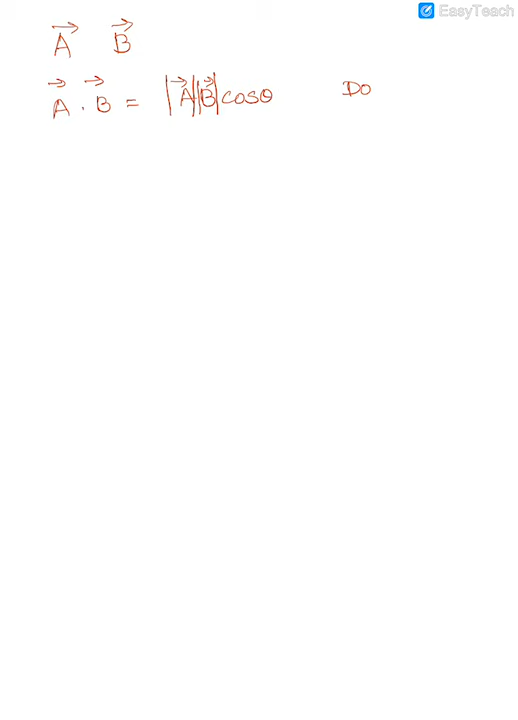 EasyTeach
A⃗ B⃗
A⃗ . B⃗ = |A⃗||B⃗| cosθ DO